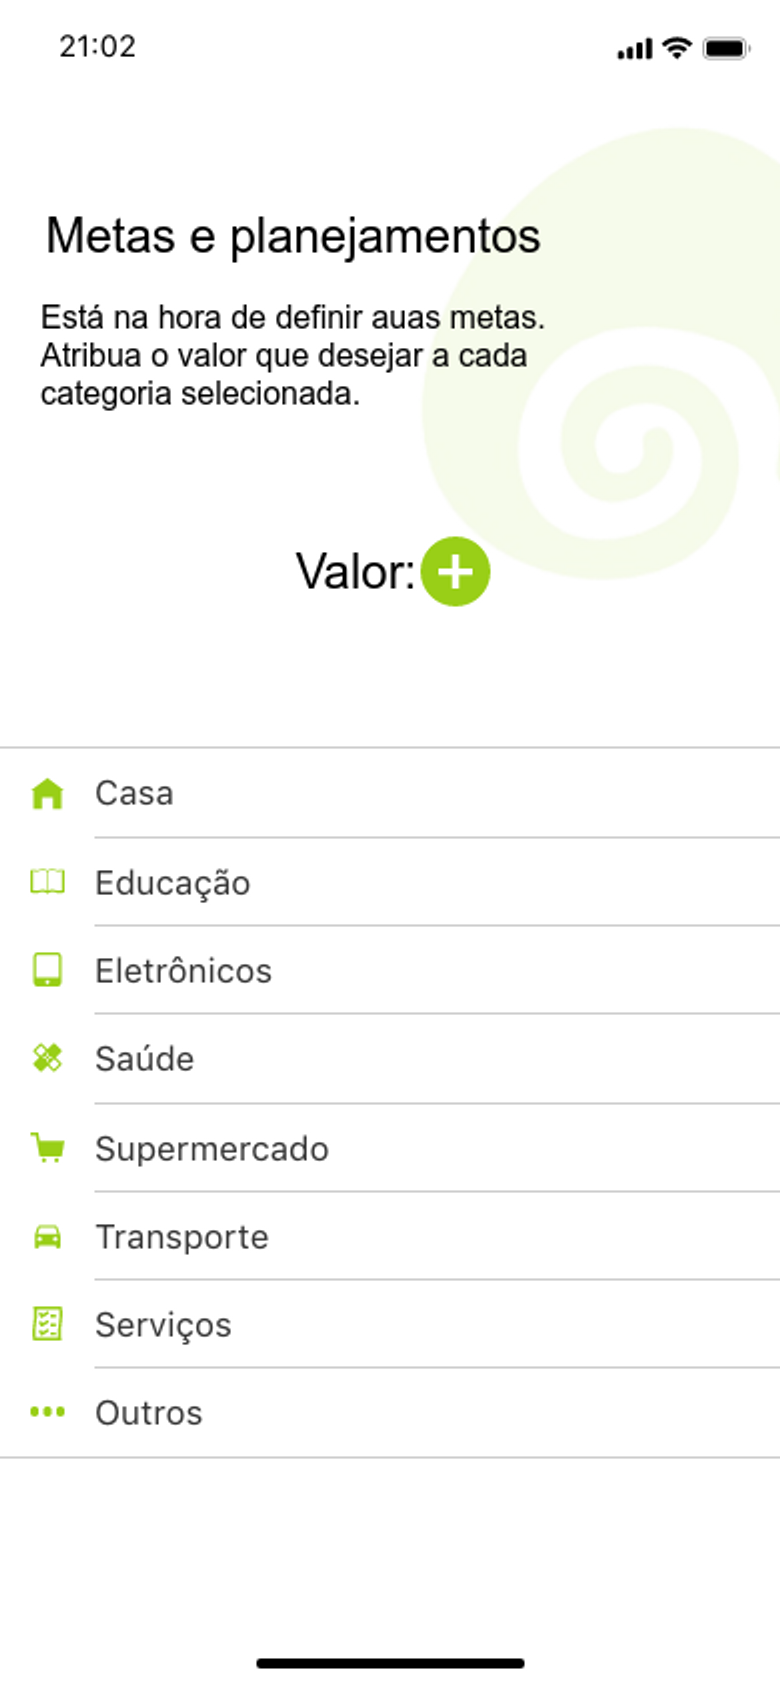 21:02
Metas e planejamentos
Está na hora de definir auas metas.
Atribua o valor que desejar a cada
categoria selecionada.
Valor:
Casa
Educação
Eletrônicos
Saúde
Supermercado
Transporte
Serviços
Outros